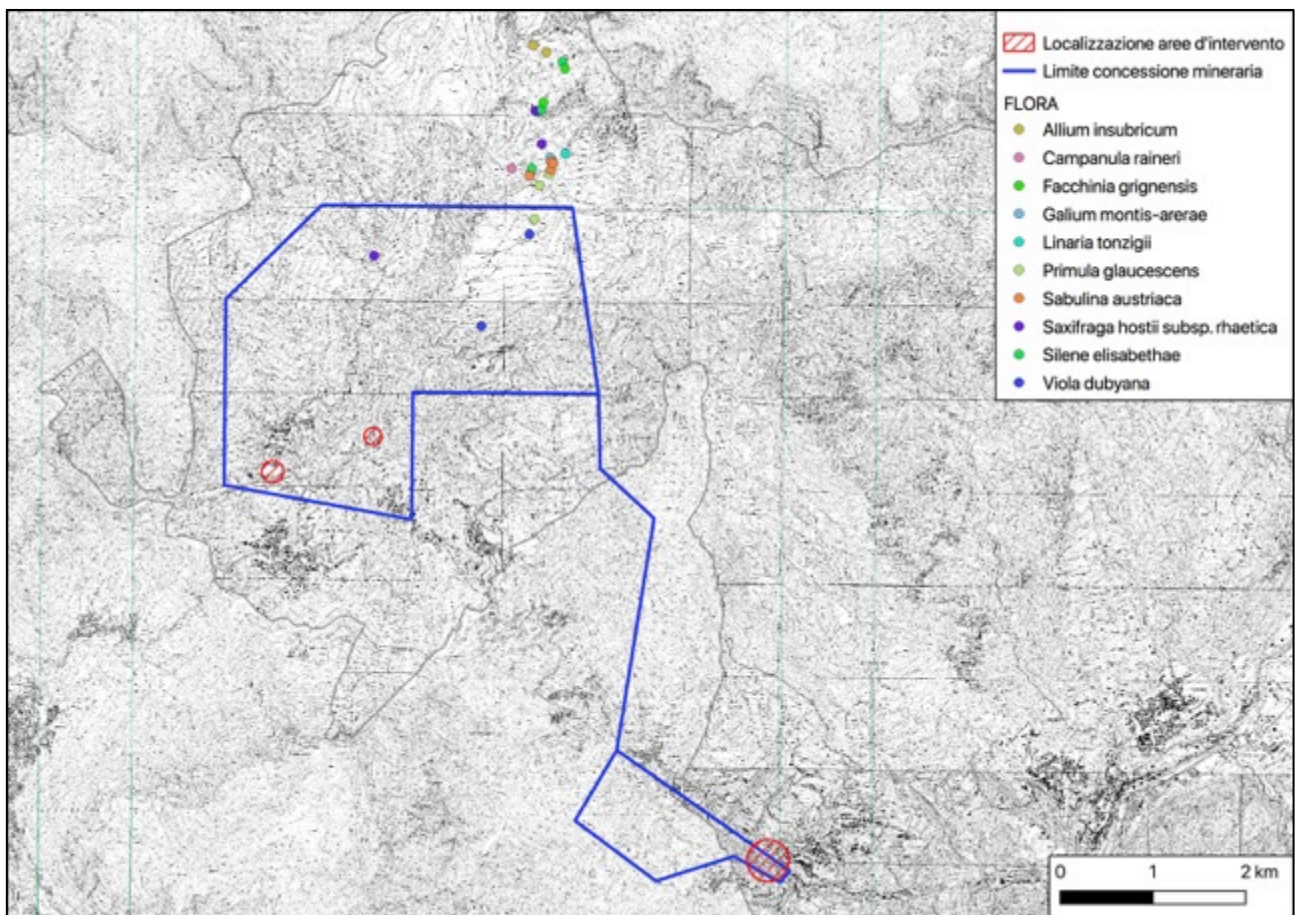 Localizzazione aree d'intervento
Limite concessione mineraria
FLORA
Allium insubricum
Campanula raineri
Facchinia grignensis
Galium montis-arerae
Linaria tonzigii
Primula glaucescens
Sabulina austriaca
Saxifraga hostii subsp. rhaetica
Silene elisabethae
Viola dubyana
0 1 2 km